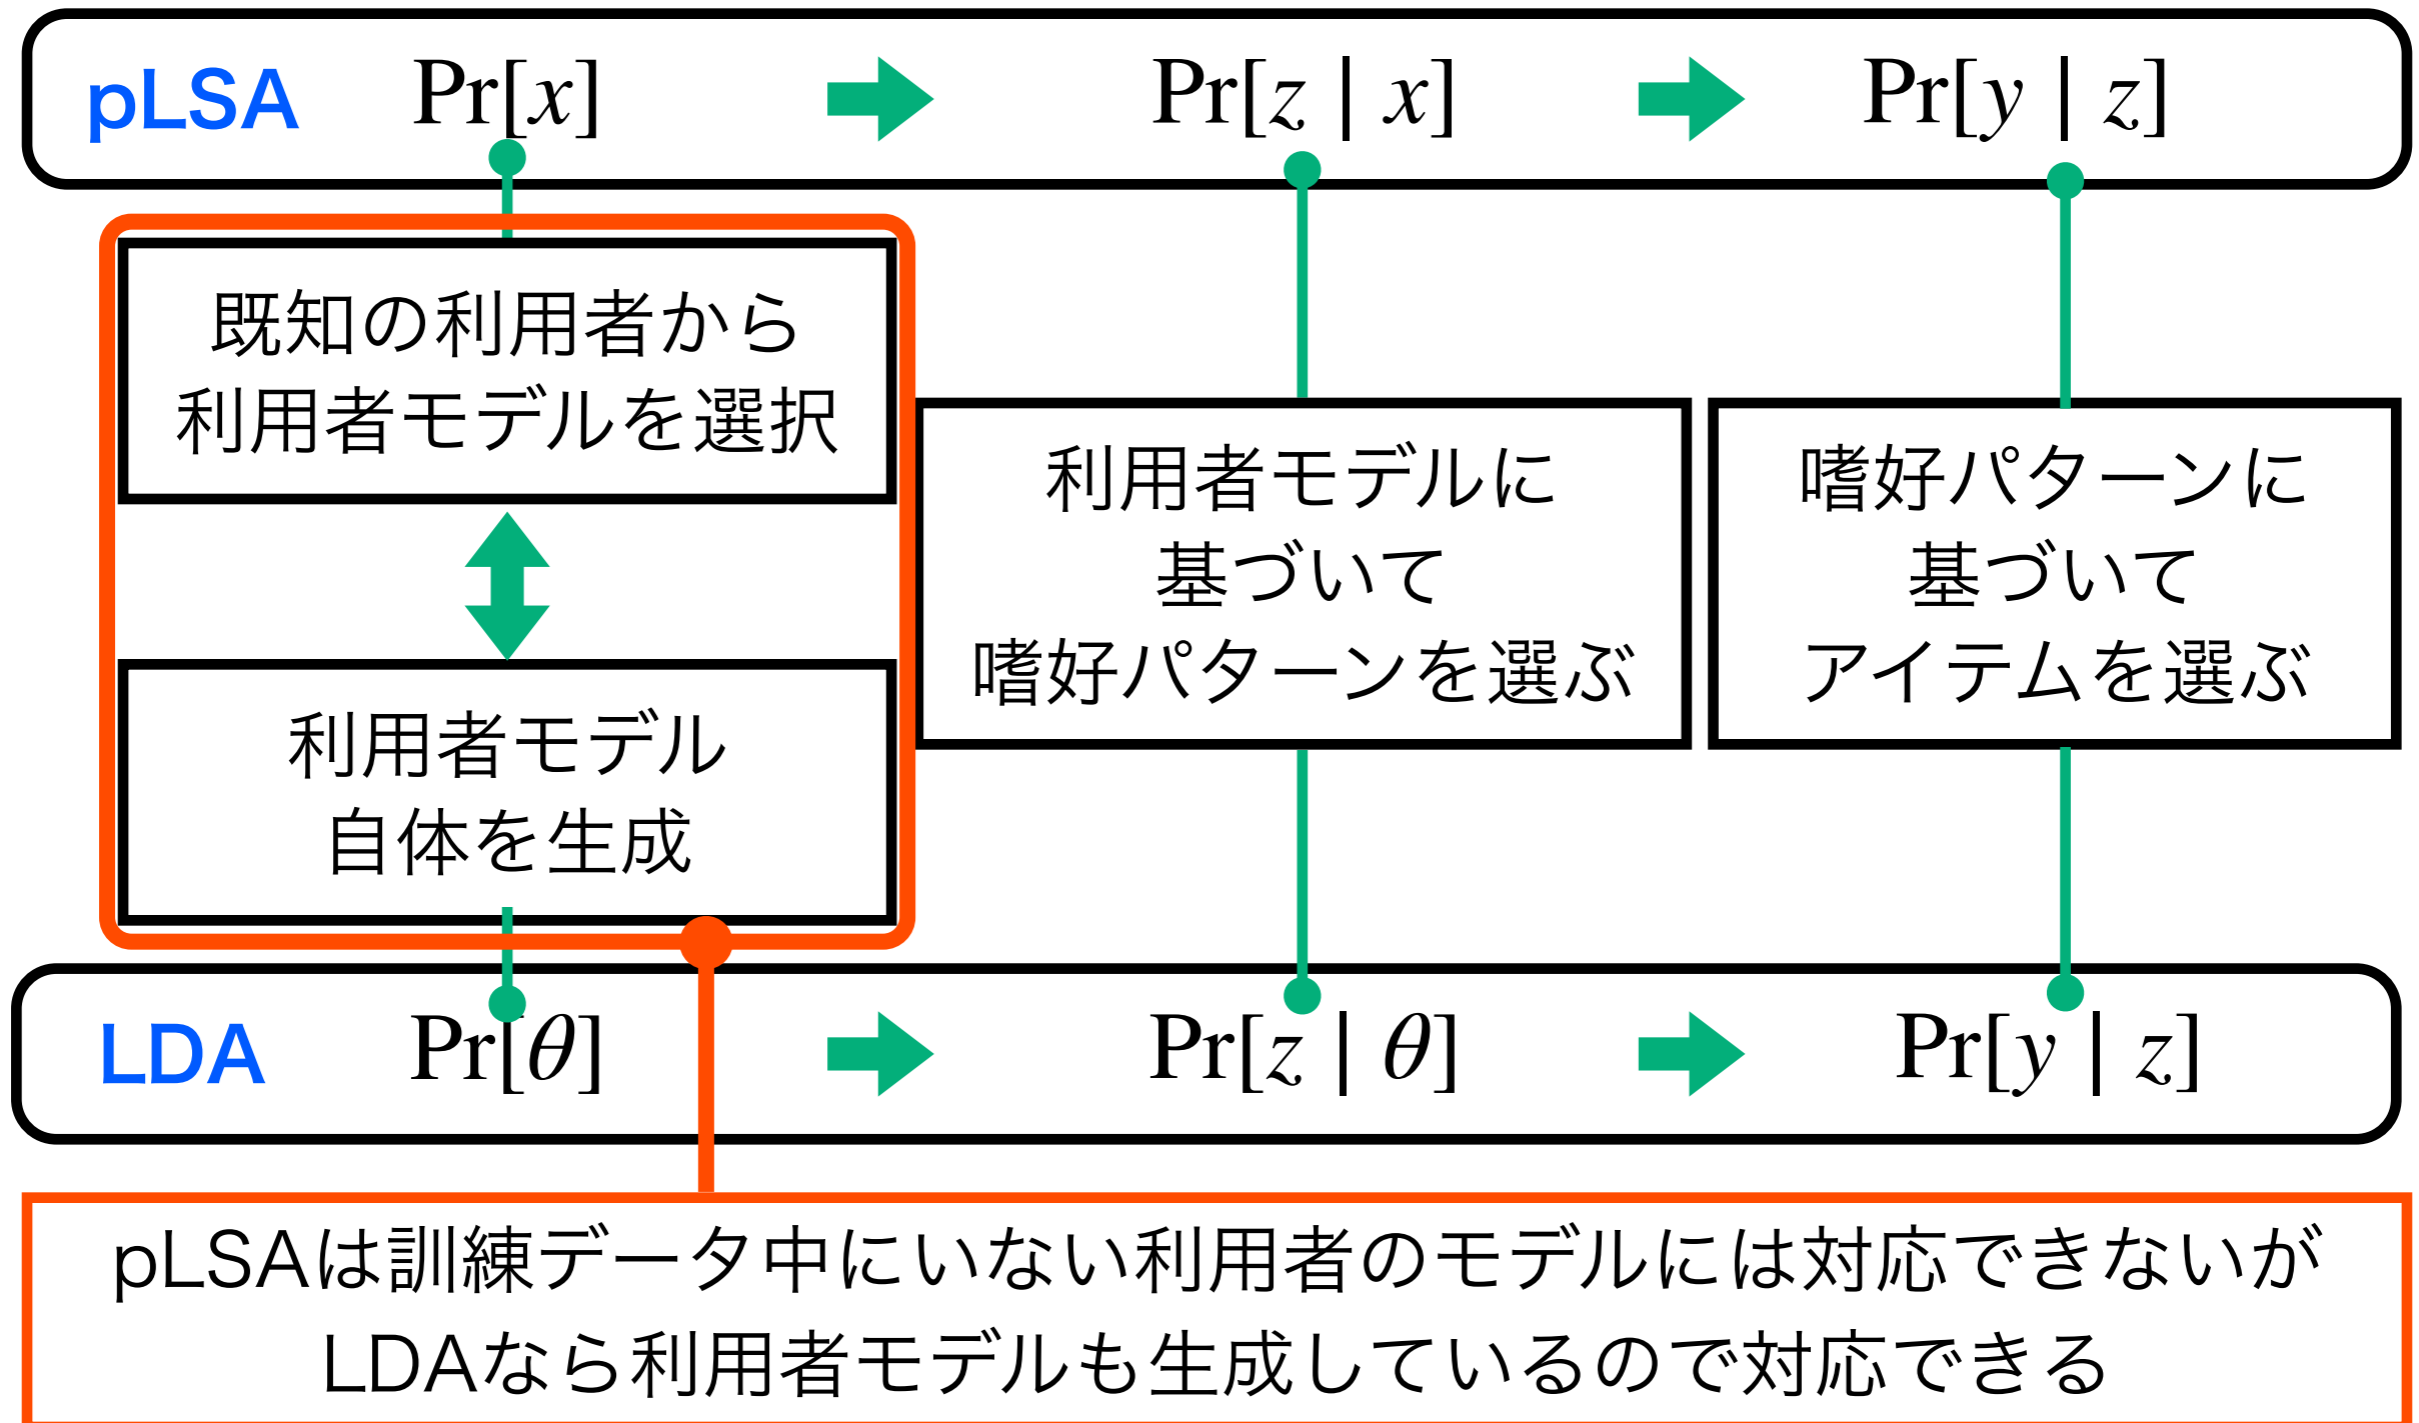 pLSA Pr[x] Pr[z | x] Pr[y | z]
既知の利用者から
利用者モデルを選択
利用者モデルに
基づいて
嗜好パターンを選ぶ
嗜好パターンに
基づいて
アイテムを選ぶ
利用者モデル
自体を生成
LDA Pr[θ] Pr[z | θ] Pr[y | z]
pLSAは訓練データ中にいない利用者のモデルには対応できないが
LDAなら利用者モデルも生成しているので対応できる